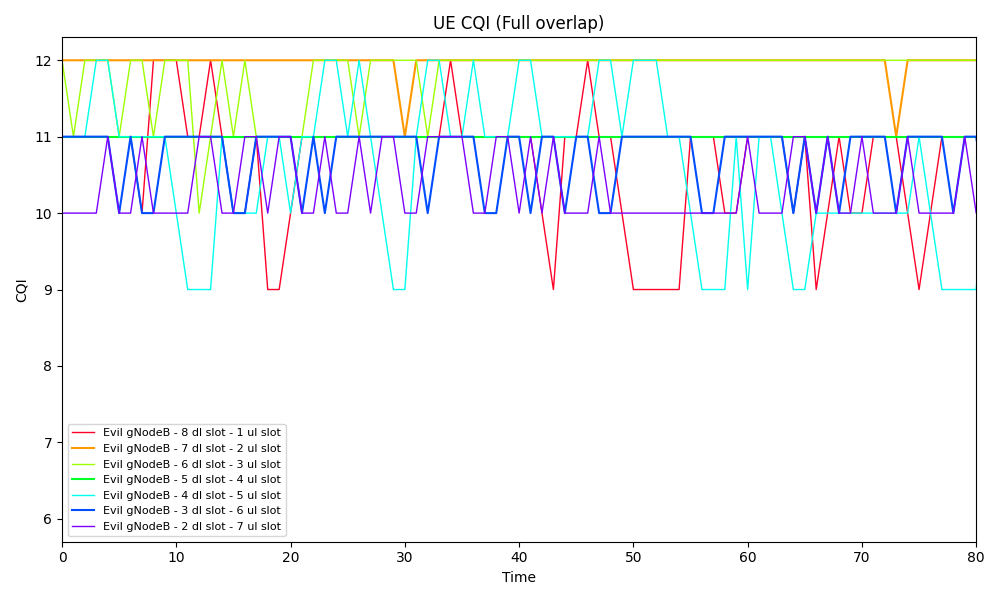 UE CQI (Full overlap)
12
11
10
9
8
7
6
CQI
Evil gNodeB - 8 dl slot - 1 ul slot
Evil gNodeB - 7 dl slot - 2 ul slot
Evil gNodeB - 6 dl slot - 3 ul slot
Evil gNodeB - 5 dl slot - 4 ul slot
Evil gNodeB - 4 dl slot - 5 ul slot
Evil gNodeB - 3 dl slot - 6 ul slot
Evil gNodeB - 2 dl slot - 7 ul slot
0 10 20 30 40 50 60 70 80
Time